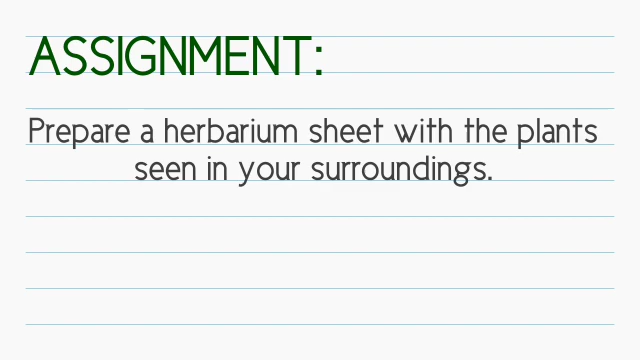 ASSIGNMENT:
Prepare a herbarium sheet with the plants
seen in your surroundings.